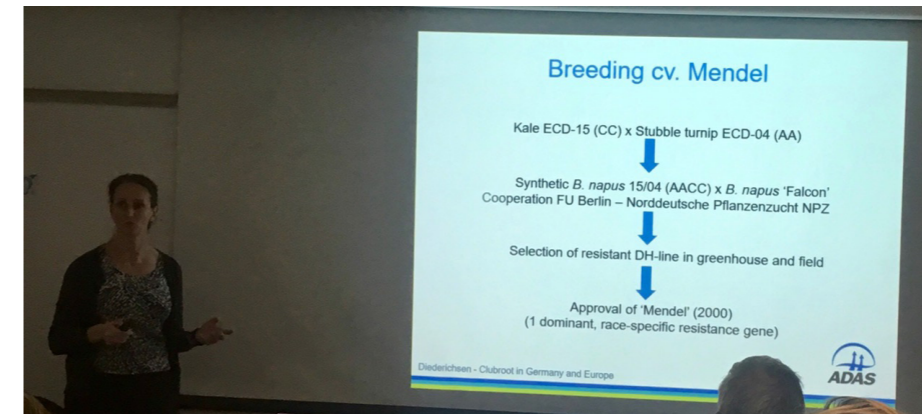 Breeding cv. Mendel
Kale ECD-15 (CC) x Stubble turnip ECD-04 (AA)
Synthetic B. napus 15/04 (AACC) x B. napus 'Falcon'
Cooperation FU Berlin – Norddeutsche Pflanzenzucht NPZ
Selection of resistant DH-line in greenhouse and field
Approval of 'Mendel' (2000)
(1 dominant, race-specific resistance gene)
Diederichsen - Clubroot in Germany and Europe
ADAS